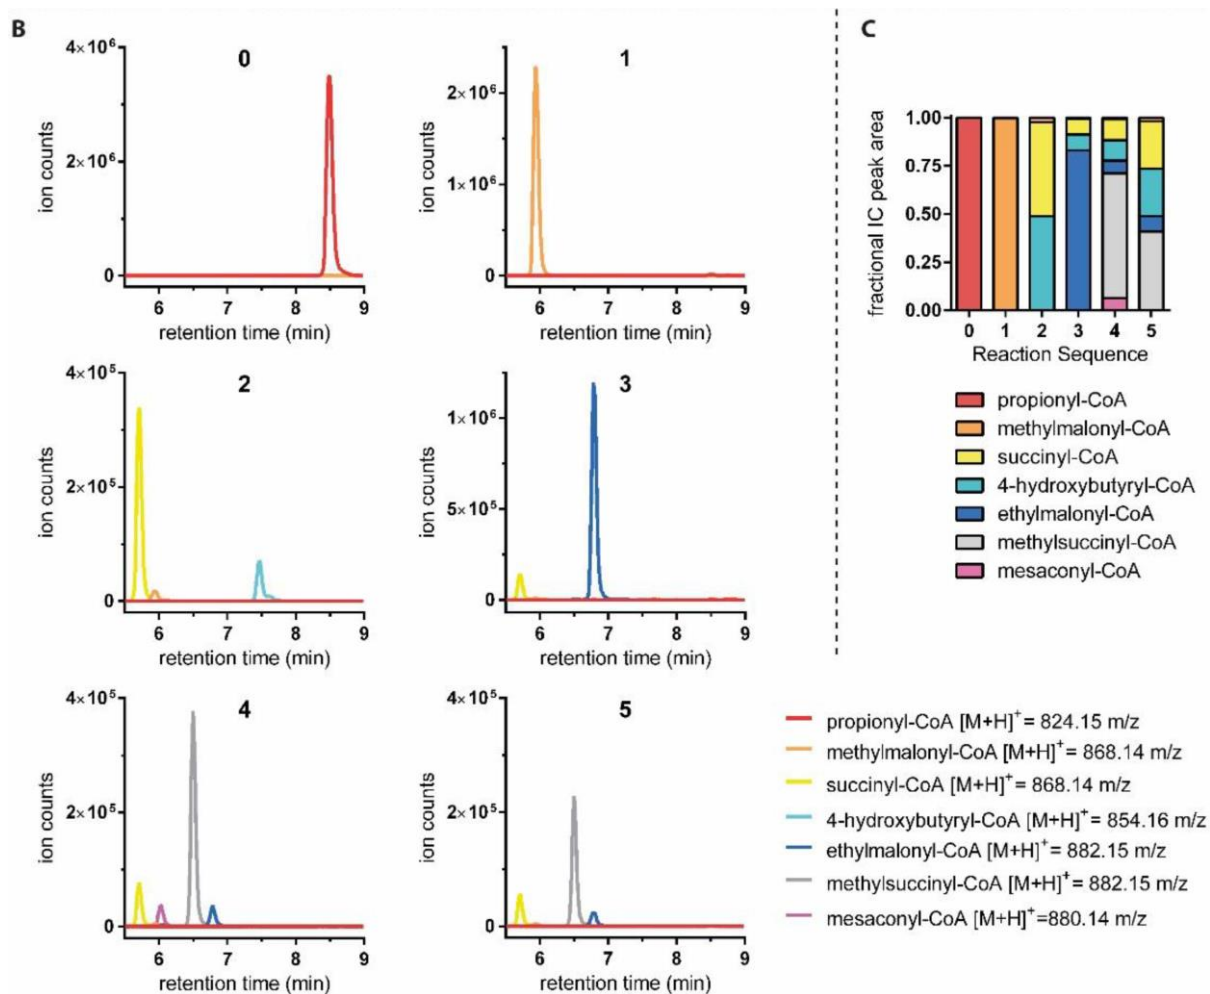 B
0
4×10⁶
2×10⁶
0
ion counts
6 7 8 9
retention time (min)
1
2×10⁶
1×10⁶
0
ion counts
6 7 8 9
retention time (min)
2
4×10⁵
2×10⁵
0
ion counts
6 7 8 9
retention time (min)
3
1×10⁶
5×10⁵
0
ion counts
6 7 8 9
retention time (min)
4
4×10⁵
2×10⁵
0
ion counts
6 7 8 9
retention time (min)
5
4×10⁵
2×10⁵
0
ion counts
6 7 8 9
retention time (min)
C
fractional IC peak area
1.00
0.75
0.50
0.25
0.00
0 1 2 3 4 5
Reaction Sequence
propionyl-CoA
methylmalonyl-CoA
succinyl-CoA
4-hydroxybutyryl-CoA
ethylmalonyl-CoA
methylsuccinyl-CoA
mesaconyl-CoA
propionyl-CoA [M+H]⁺= 824.15 m/z
methylmalonyl-CoA [M+H]⁺= 868.14 m/z
succinyl-CoA [M+H]⁺= 868.14 m/z
4-hydroxybutyryl-CoA [M+H]⁺= 854.16 m/z
ethylmalonyl-CoA [M+H]⁺= 882.15 m/z
methylsuccinyl-CoA [M+H]⁺= 882.15 m/z
mesaconyl-CoA [M+H]⁺=880.14 m/z